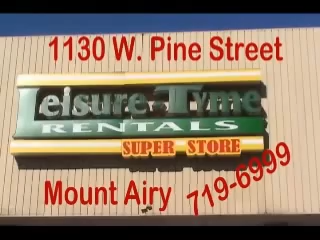 1130 W. Pine Street
Leisure Tyme
RENTALS
SUPER STORE
Mount Airy
719-6999